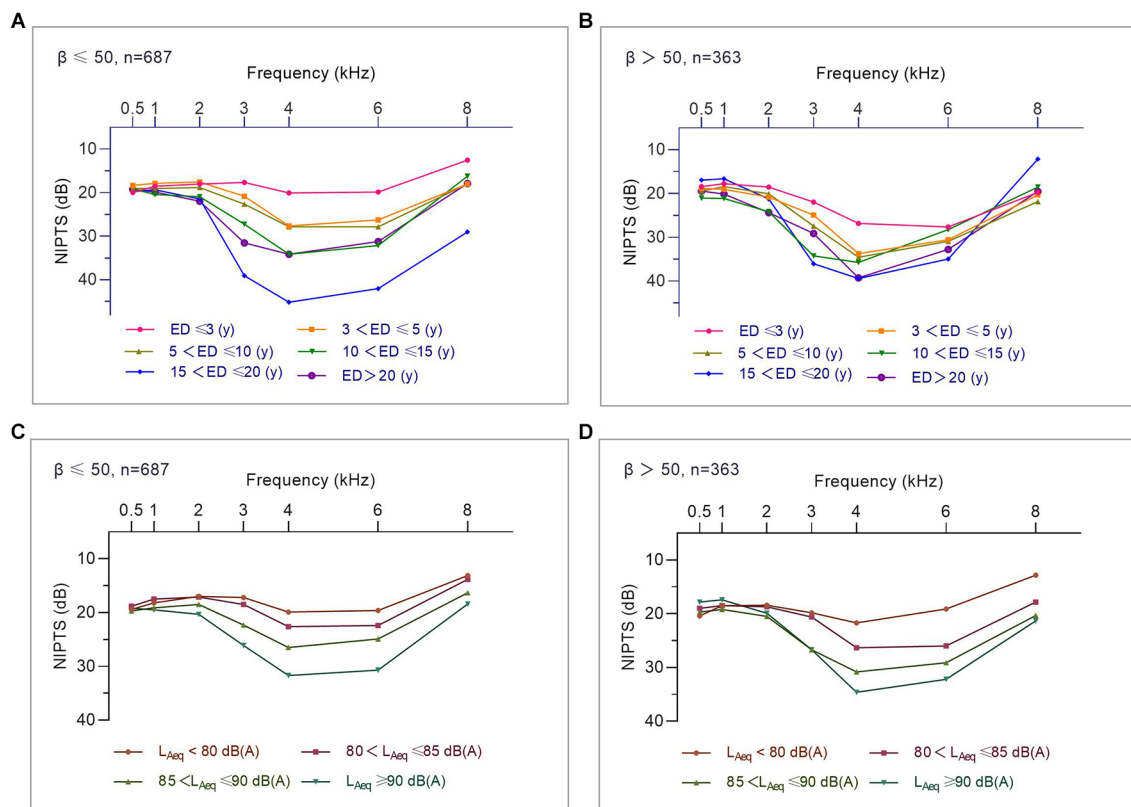 A
β ≤ 50, n=687
Frequency (kHz)
0.5 1 2 3 4 6 8
10
20
30
40
NIPTS (dB)
ED ≤3 (y)
3 <ED ≤ 5 (y)
5 <ED ≤10 (y)
10 <ED ≤15 (y)
15 <ED ≤20 (y)
ED> 20 (y)
B
β > 50, n=363
Frequency (kHz)
0.5 1 2 3 4 6 8
10
20
30
40
NIPTS (dB)
ED ≤3 (y)
3 <ED ≤ 5 (y)
5 <ED ≤10 (y)
10 <ED ≤15 (y)
15 <ED ≤20 (y)
ED> 20 (y)
C
β ≤ 50, n=687
Frequency (kHz)
0.5 1 2 3 4 6 8
10
20
30
40
NIPTS (dB)
LAeq < 80 dB(A)
80 < LAeq ≤85 dB(A)
85 <LAeq ≤90 dB(A)
LAeq ≥90 dB(A)
D
β > 50, n=363
Frequency (kHz)
0.5 1 2 3 4 6 8
10
20
30
40
NIPTS (dB)
LAeq < 80 dB(A)
80 < LAeq ≤85 dB(A)
85 <LAeq ≤90 dB(A)
LAeq ≥90 dB(A)